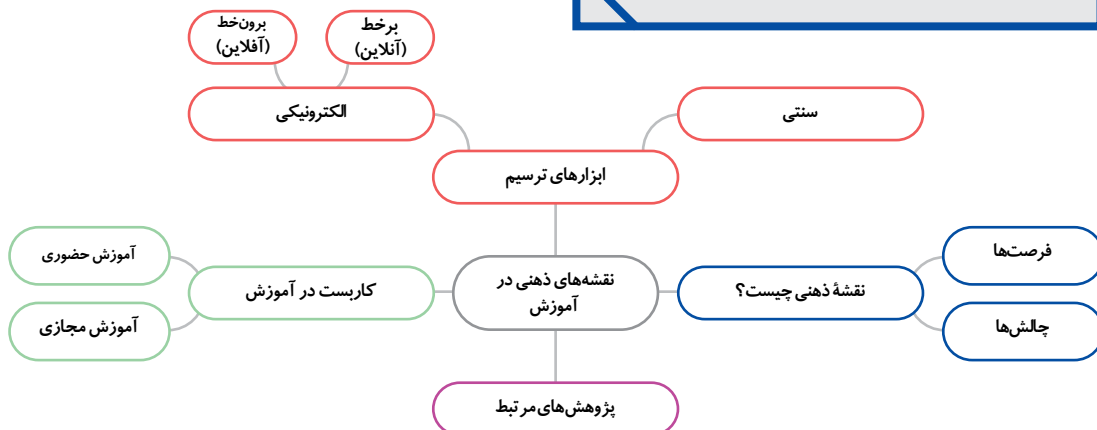 برخط
(آنلاین)
برون‌خط
(آفلاین)
سنتی
الکترونیکی
ابزارهای ترسیم
فرصت‌ها
آموزش حضوری
نقشه‌های ذهنی در
آموزش
نقشهٔ ذهنی چیست؟
کاربست در آموزش
چالش‌ها
آموزش مجازی
پژوهش‌های مرتبط